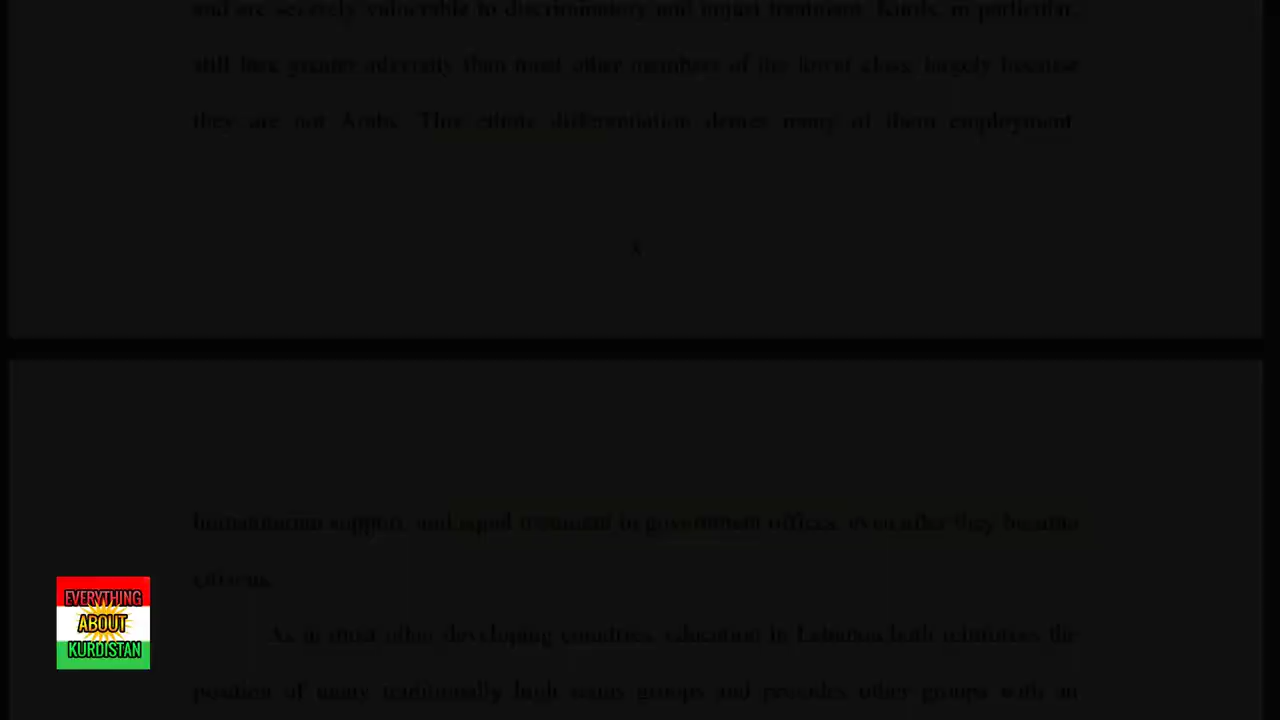 and are severely vulnerable to discriminatory and unjust treatment. Kurds, in particular,
still face greater adversity than most other members of the lower class, largely because
they are not Arabs. This ethnic differentiation denies many of them employment,
humanitarian support, and equal treatment in government offices, even after they became
citizens.
EVERYTHING
ABOUT
KURDISTAN
As in most other developing countries, education in Lebanon both reinforces the
position of many traditionally high status groups and provides other groups with an